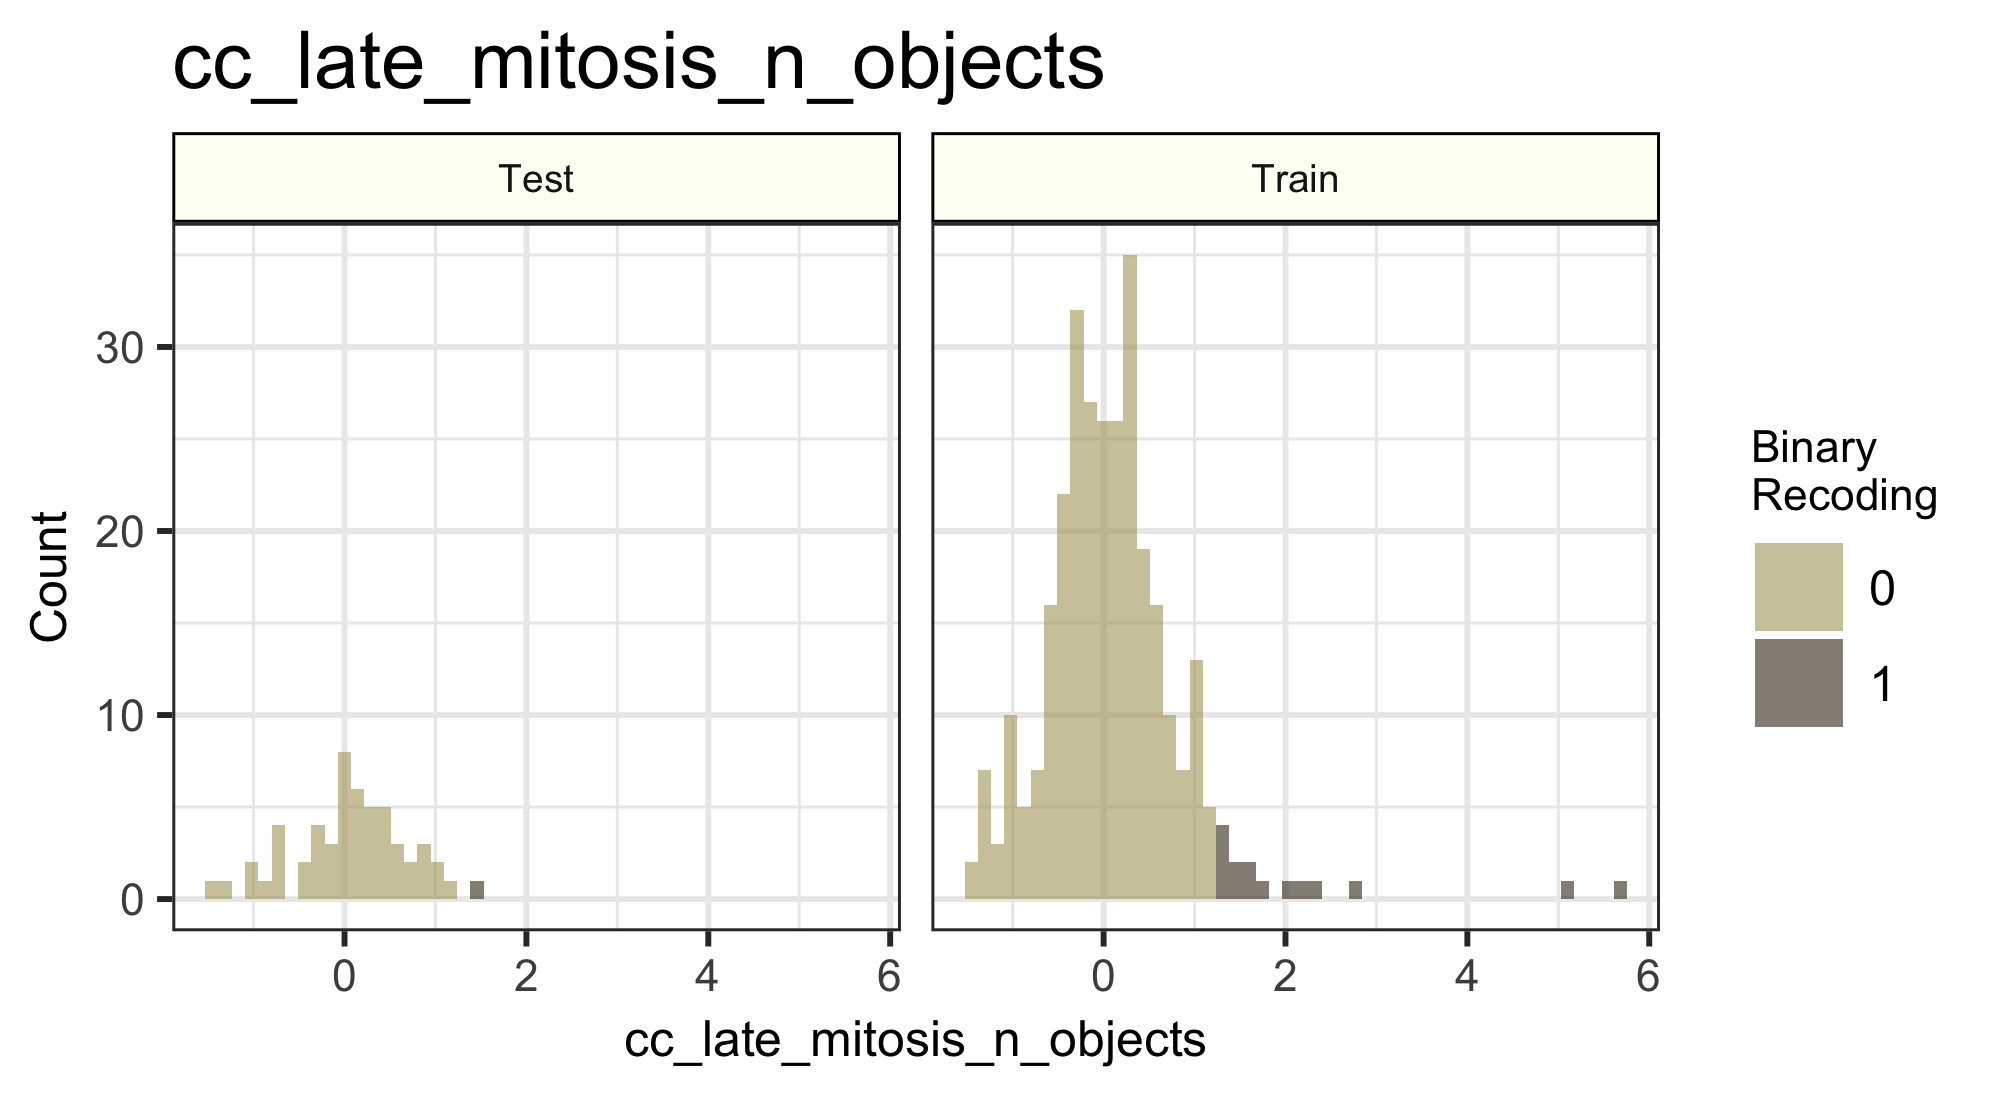 cc_late_mitosis_n_objects
Test
Train
30
20
10
0
Count
0 2 4 6
0 2 4 6
cc_late_mitosis_n_objects
Binary
Recoding
0
1